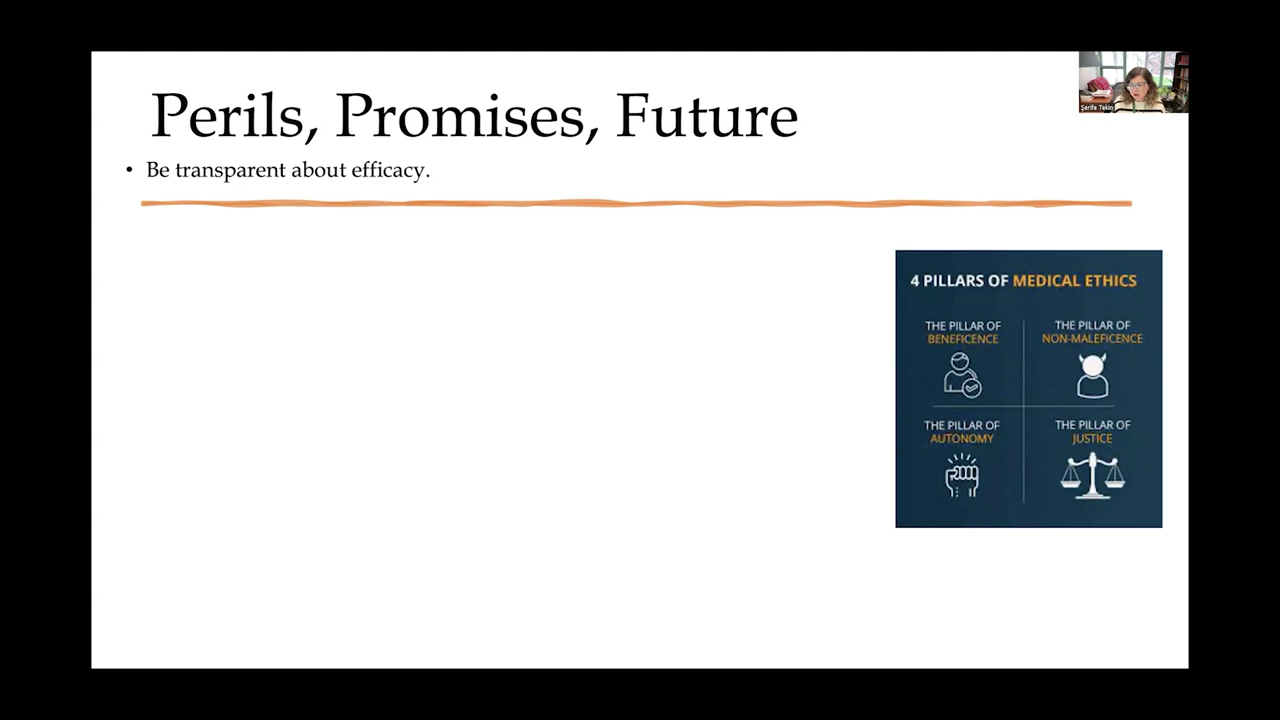 Perils, Promises, Future
• Be transparent about efficacy.
Şerife Tekin
4 PILLARS OF MEDICAL ETHICS
THE PILLAR OF
BENEFICENCE
THE PILLAR OF
NON-MALEFICENCE
THE PILLAR OF
AUTONOMY
THE PILLAR OF
JUSTICE